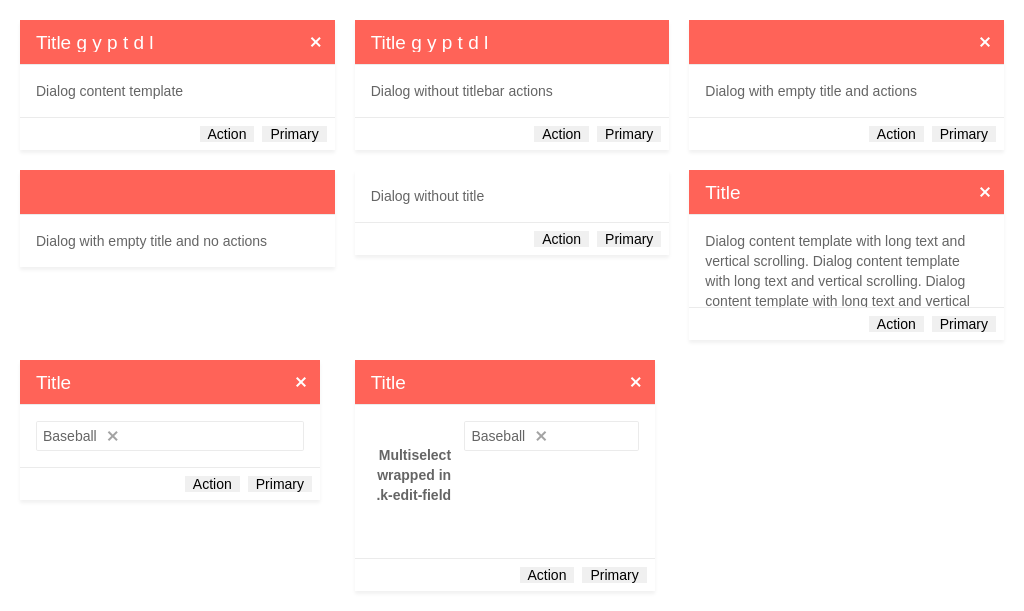 Title g y p t d l
Dialog content template
Action Primary
Title g y p t d l
Dialog without titlebar actions
Action Primary
Dialog with empty title and actions
Action Primary
Dialog with empty title and no actions
Dialog without title
Action Primary
Title
Dialog content template with long text and
vertical scrolling. Dialog content template
with long text and vertical scrolling. Dialog
content template with long text and vertical
Action Primary
Title
Baseball
Action Primary
Title
Multiselect
wrapped in
.k-edit-field
Baseball
Action Primary